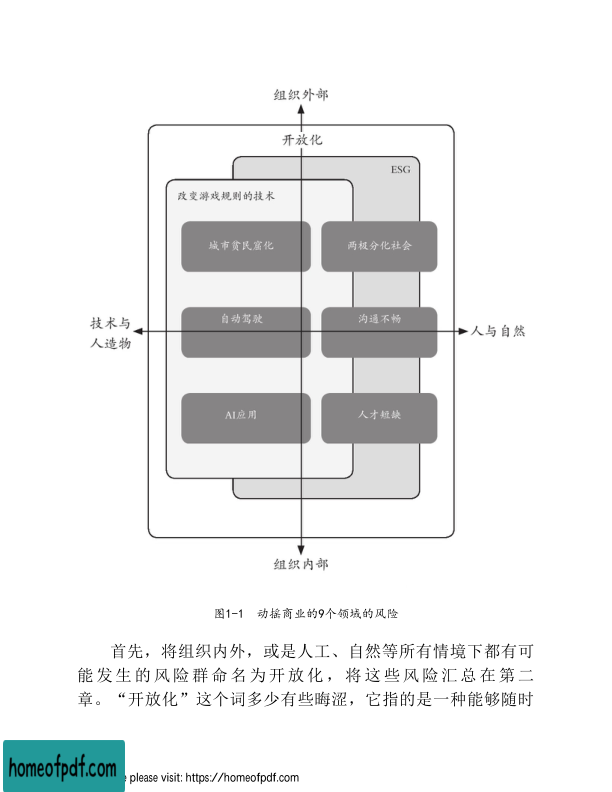 组织外部
开放化
ESG
改变游戏规则的技术
城市贫民窟化
两极分化社会
自动驾驶
沟通不畅
技术与
人造物
人与自然
AI应用
人才短缺
组织内部
图1-1 动摇商业的9个领域的风险
首先，将组织内外，或是人工、自然等所有情境下都有可
能发生的风险群命名为开放化，将这些风险汇总在第二
章。“开放化”这个词多少有些晦涩，它指的是一种能够随时
homeofpdf.com
e please visit: https://homeofpdf.com